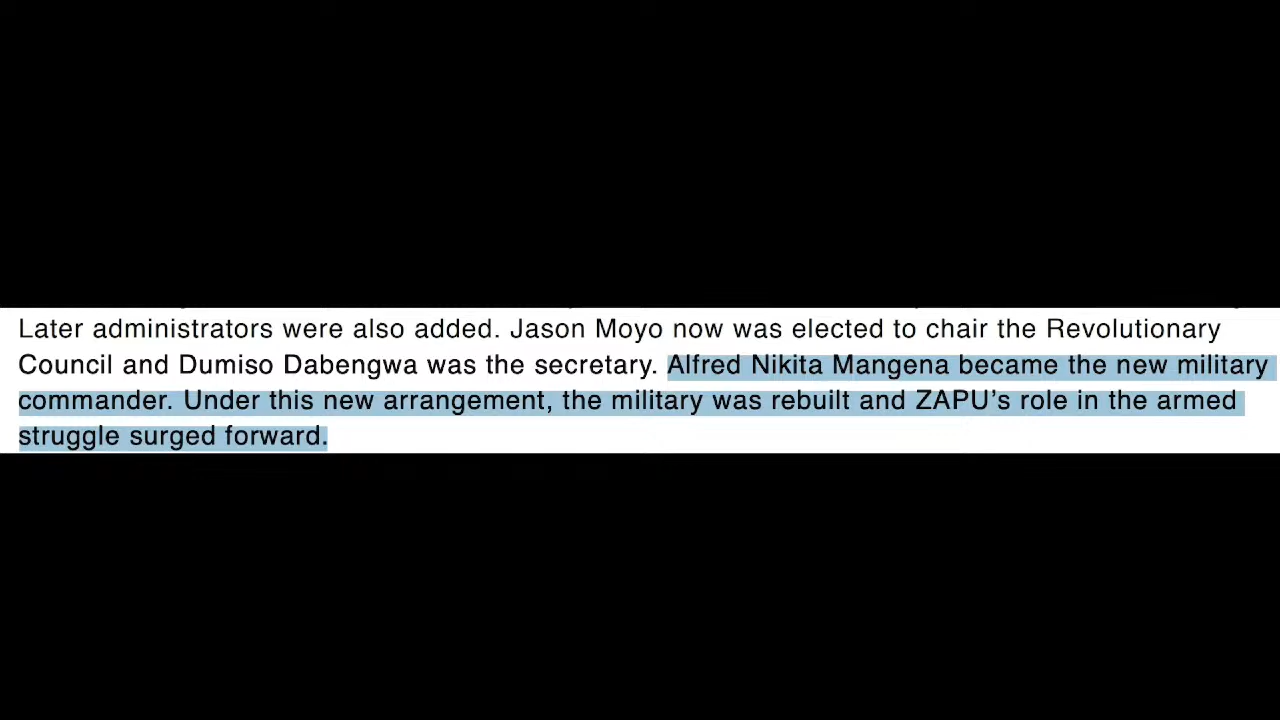 Later administrators were also added. Jason Moyo now was elected to chair the Revolutionary
Council and Dumiso Dabengwa was the secretary. Alfred Nikita Mangena became the new military
commander. Under this new arrangement, the military was rebuilt and ZAPU’s role in the armed
struggle surged forward.